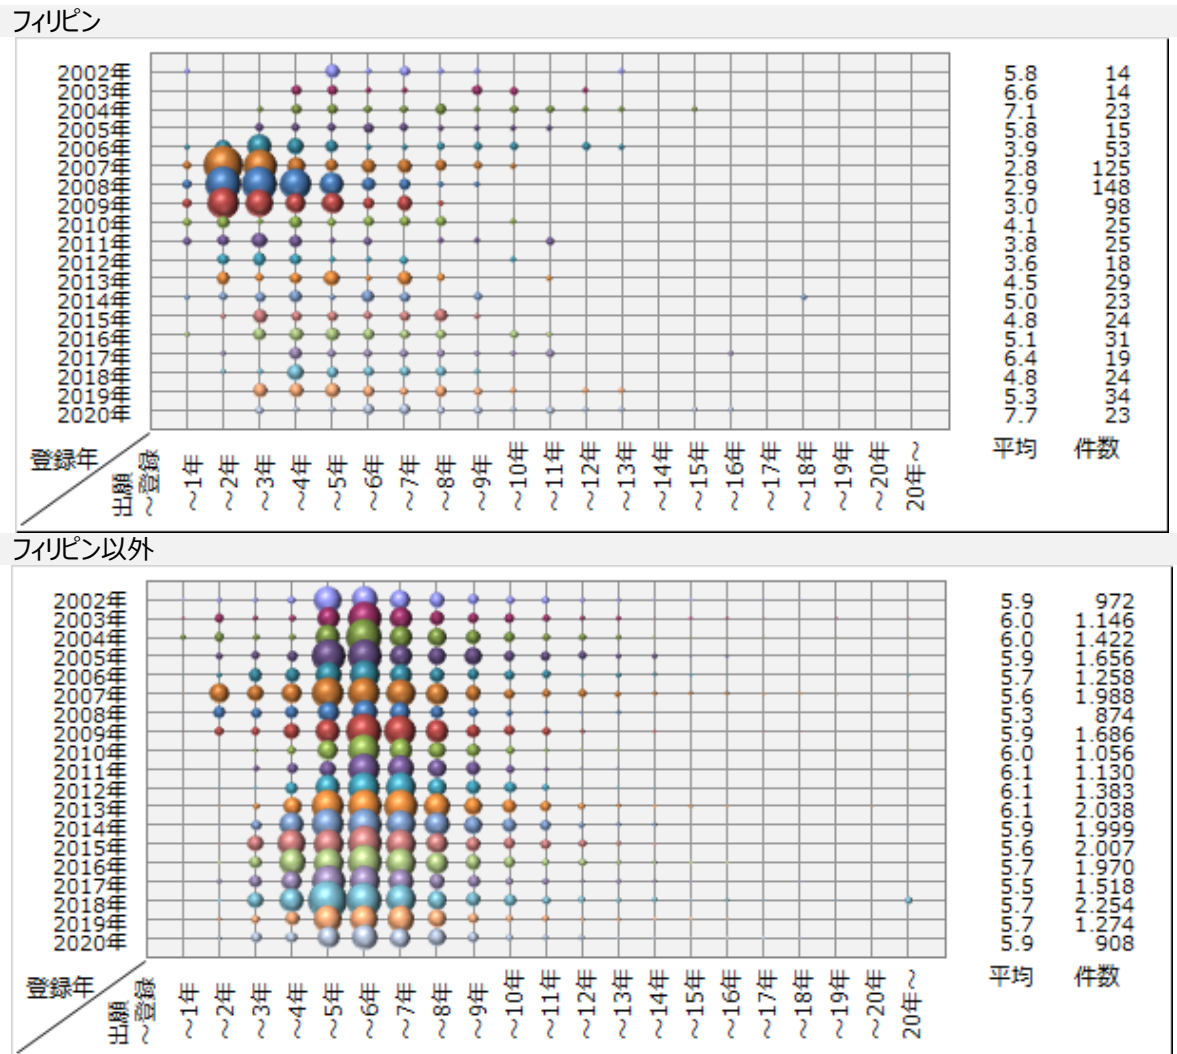 フィリピン
2002年 5.8 14
2003年 6.6 14
2004年 7.1 23
2005年 5.8 15
2006年 3.9 53
2007年 2.8 125
2008年 2.9 148
2009年 3.0 98
2010年 4.1 25
2011年 3.8 25
2012年 3.6 18
2013年 4.5 29
2014年 5.0 23
2015年 4.8 24
2016年 5.1 31
2017年 6.4 19
2018年 4.8 24
2019年 5.3 34
2020年 7.7 23
登録年 出願～登録 ～1年 ～2年 ～3年 ～4年 ～5年 ～6年 ～7年 ～8年 ～9年 ～10年 ～11年 ～12年 ～13年 ～14年 ～15年 ～16年 ～17年 ～18年 ～19年 ～20年 20年～ 平均 件数
フィリピン以外
2002年 5.9 972
2003年 6.0 1.146
2004年 6.0 1.422
2005年 5.9 1.656
2006年 5.7 1.258
2007年 5.6 1.988
2008年 5.3 874
2009年 5.9 1.686
2010年 6.0 1.056
2011年 6.1 1.130
2012年 6.1 1.383
2013年 6.1 2.038
2014年 5.9 1.999
2015年 5.6 2.007
2016年 5.7 1.970
2017年 5.5 1.518
2018年 5.7 2.254
2019年 5.7 1.274
2020年 5.9 908
登録年 出願～登録 ～1年 ～2年 ～3年 ～4年 ～5年 ～6年 ～7年 ～8年 ～9年 ～10年 ～11年 ～12年 ～13年 ～14年 ～15年 ～16年 ～17年 ～18年 ～19年 ～20年 20年～ 平均 件数